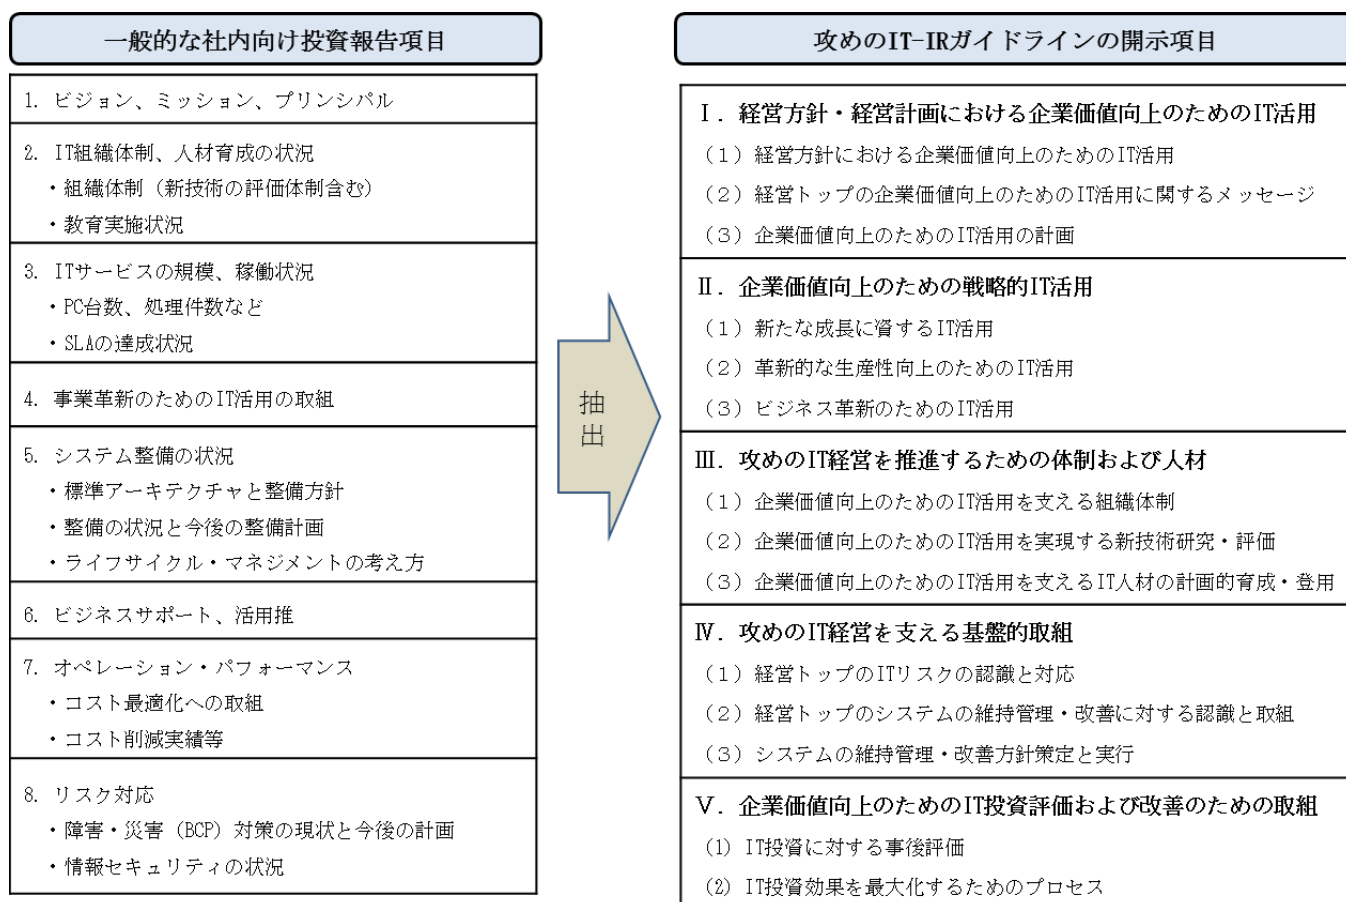 一般的な社内向け投資報告項目
1. ビジョン、ミッション、プリンシパル
2. IT組織体制、人材育成の状況
・組織体制（新技術の評価体制含む）
・教育実施状況
3. ITサービスの規模、稼働状況
・PC台数、処理件数など
・SLAの達成状況
4. 事業革新のためのIT活用の取組
5. システム整備の状況
・標準アーキテクチャと整備方針
・整備の状況と今後の整備計画
・ライフサイクル・マネジメントの考え方
6. ビジネスサポート、活用推
7. オペレーション・パフォーマンス
・コスト最適化への取組
・コスト削減実績等
8. リスク対応
・障害・災害（BCP）対策の現状と今後の計画
・情報セキュリティの状況
抽
出
攻めのIT-IRガイドラインの開示項目
Ⅰ．経営方針・経営計画における企業価値向上のためのIT活用
（１）経営方針における企業価値向上のためのIT活用
（２）経営トップの企業価値向上のためのIT活用に関するメッセージ
（３）企業価値向上のためのIT活用の計画
Ⅱ．企業価値向上のための戦略的IT活用
（１）新たな成長に資するIT活用
（２）革新的な生産性向上のためのIT活用
（３）ビジネス革新のためのIT活用
Ⅲ．攻めのIT経営を推進するための体制および人材
（１）企業価値向上のためのIT活用を支える組織体制
（２）企業価値向上のためのIT活用を実現する新技術研究・評価
（３）企業価値向上のためのIT活用を支えるIT人材の計画的育成・登用
Ⅳ．攻めのIT経営を支える基盤的取組
（１）経営トップのITリスクの認識と対応
（２）経営トップのシステムの維持管理・改善に対する認識と取組
（３）システムの維持管理・改善方針策定と実行
Ⅴ．企業価値向上のためのIT投資評価および改善のための取組
(1) IT投資に対する事後評価
(2) IT投資効果を最大化するためのプロセス